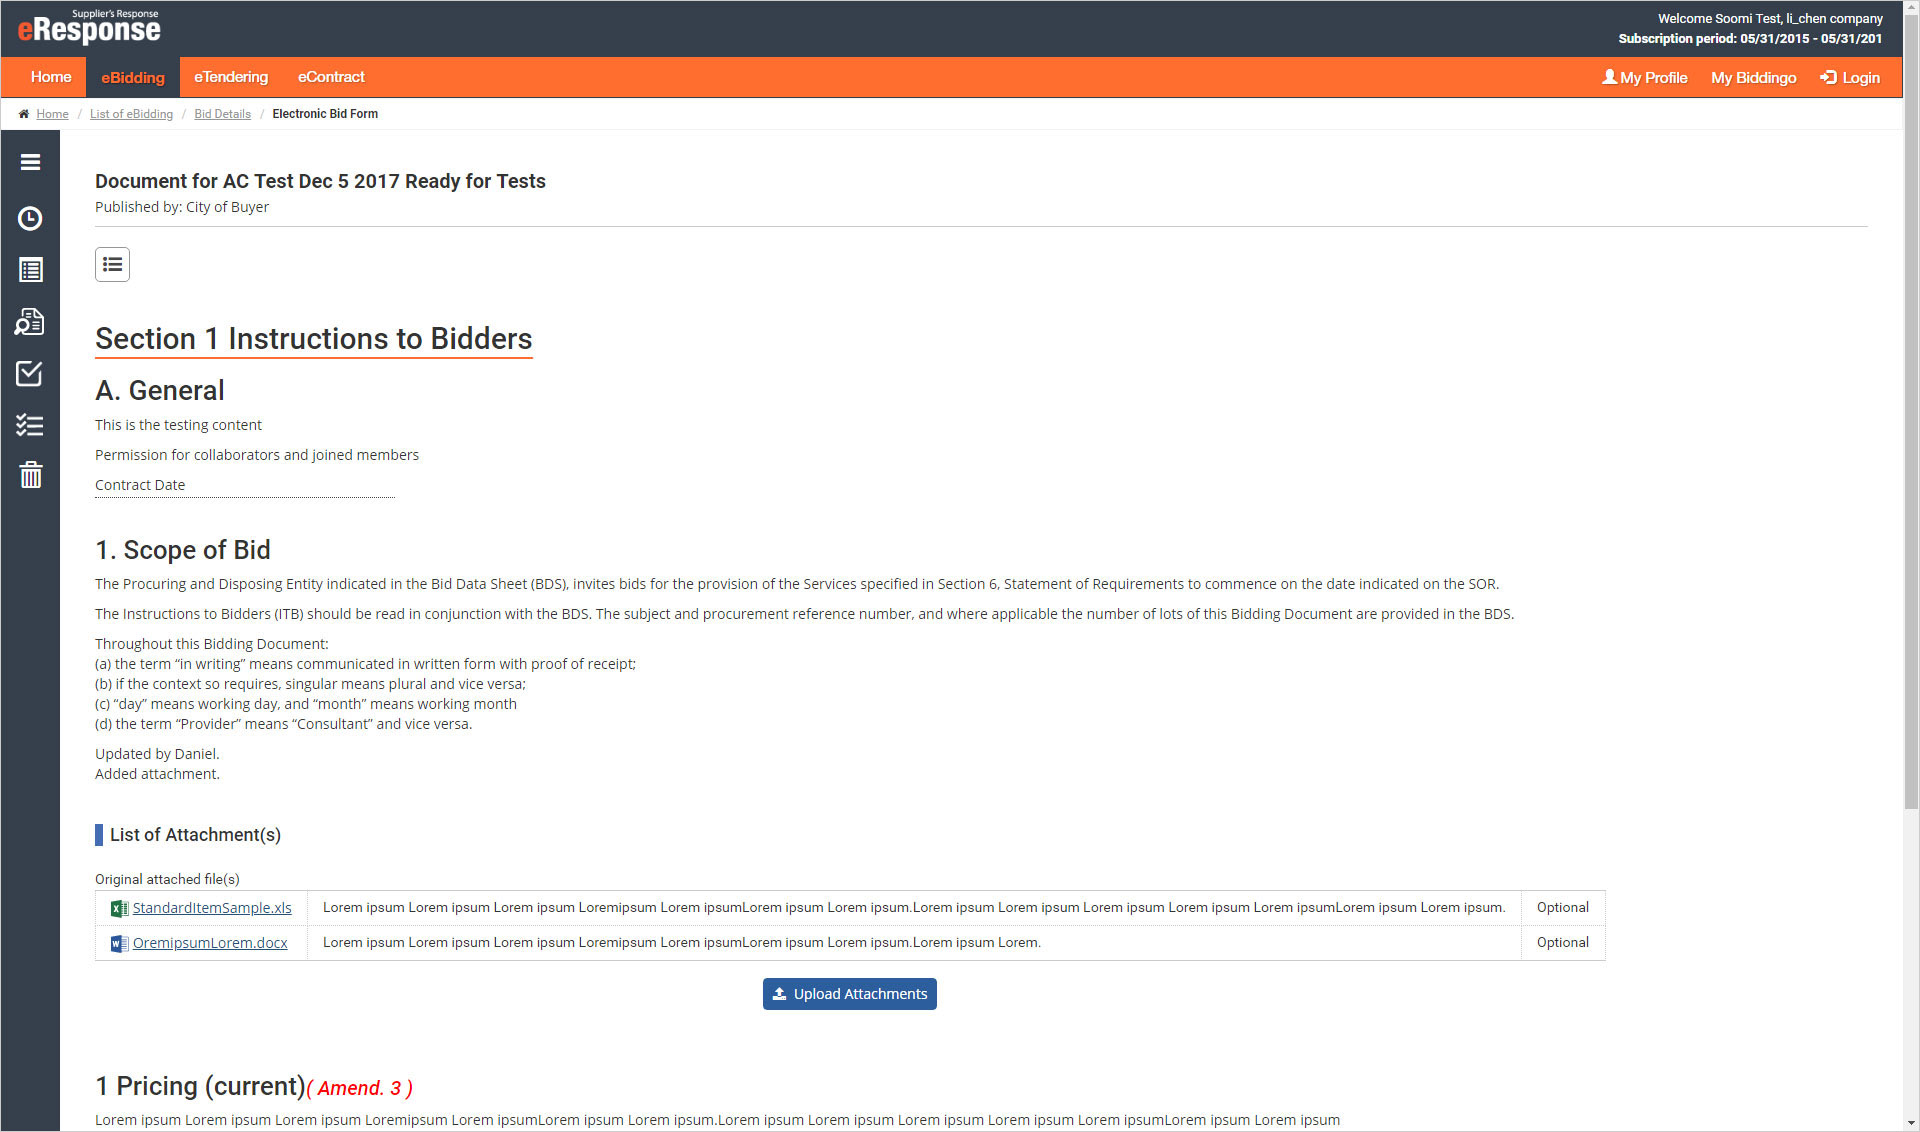 Supplier's Response
eResponse
Welcome Soomi Test, li_chen company
Subscription period: 05/31/2015 - 05/31/201
Home eBidding eTendering eContract My Profile My Biddingo Login
Home / List of eBidding / Bid Details / Electronic Bid Form
Document for AC Test Dec 5 2017 Ready for Tests
Published by: City of Buyer
Section 1 Instructions to Bidders
A. General
This is the testing content
Permission for collaborators and joined members
Contract Date
1. Scope of Bid
The Procuring and Disposing Entity indicated in the Bid Data Sheet (BDS), invites bids for the provision of the Services specified in Section 6, Statement of Requirements to commence on the date indicated on the SOR.
The Instructions to Bidders (ITB) should be read in conjunction with the BDS. The subject and procurement reference number, and where applicable the number of lots of this Bidding Document are provided in the BDS.
Throughout this Bidding Document:
(a) the term “in writing” means communicated in written form with proof of receipt;
(b) if the context so requires, singular means plural and vice versa;
(c) “day” means working day, and “month” means working month
(d) the term “Provider” means “Consultant” and vice versa.
Updated by Daniel.
Added attachment.
List of Attachment(s)
Original attached file(s)
StandardItemSample.xls Lorem ipsum Lorem ipsum Lorem ipsum Loremipsum Lorem ipsumLorem ipsum Lorem ipsum.Lorem ipsum Lorem ipsum Lorem ipsum Lorem ipsum Lorem ipsumLorem ipsum Lorem ipsum. Optional
OremipsumLorem.docx Lorem ipsum Lorem ipsum Lorem ipsum Loremipsum Lorem ipsumLorem ipsum Lorem ipsum.Lorem ipsum Lorem. Optional
Upload Attachments
1 Pricing (current)( Amend. 3 )
Lorem ipsum Lorem ipsum Lorem ipsum Loremipsum Lorem ipsumLorem ipsum Lorem ipsum.Lorem ipsum Lorem ipsum Lorem ipsum Lorem ipsum Lorem ipsumLorem ipsum Lorem ipsum